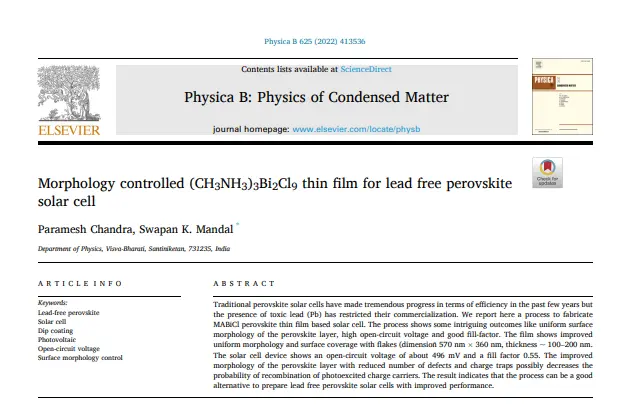 Physica B 625 (2022) 413536
Contents lists available at ScienceDirect
Physica B: Physics of Condensed Matter
journal homepage: www.elsevier.com/locate/physb
ELSEVIER
PHYSICA
Check for
updates
Morphology controlled (CH3NH3)3Bi2Cl9 thin film for lead free perovskite
solar cell
Paramesh Chandra, Swapan K. Mandal *
Department of Physics, Visva-Bharati, Santiniketan, 731235, India
ARTICLE INFO
Keywords:
Lead-free perovskite
Solar cell
Dip coating
Photovoltaic
Open-circuit voltage
Surface morphology control
ABSTRACT
Traditional perovskite solar cells have made tremendous progress in terms of efficiency in the past few years but
the presence of toxic lead (Pb) has restricted their commercialization. We report here a process to fabricate
MABiCl perovskite thin film based solar cell. The process shows some intriguing outcomes like uniform surface
morphology of the perovskite layer, high open-circuit voltage and good fill-factor. The film shows improved
uniform morphology and surface coverage with flakes (dimension 570 nm × 360 nm, thickness ~ 100–200 nm.
The solar cell device shows an open-circuit voltage of about 496 mV and a fill factor 0.55. The improved
morphology of the perovskite layer with reduced number of defects and charge traps possibly decreases the
probability of recombination of photoexcited charge carriers. The result indicates that the process can be a good
alternative to prepare lead free perovskite solar cells with improved performance.